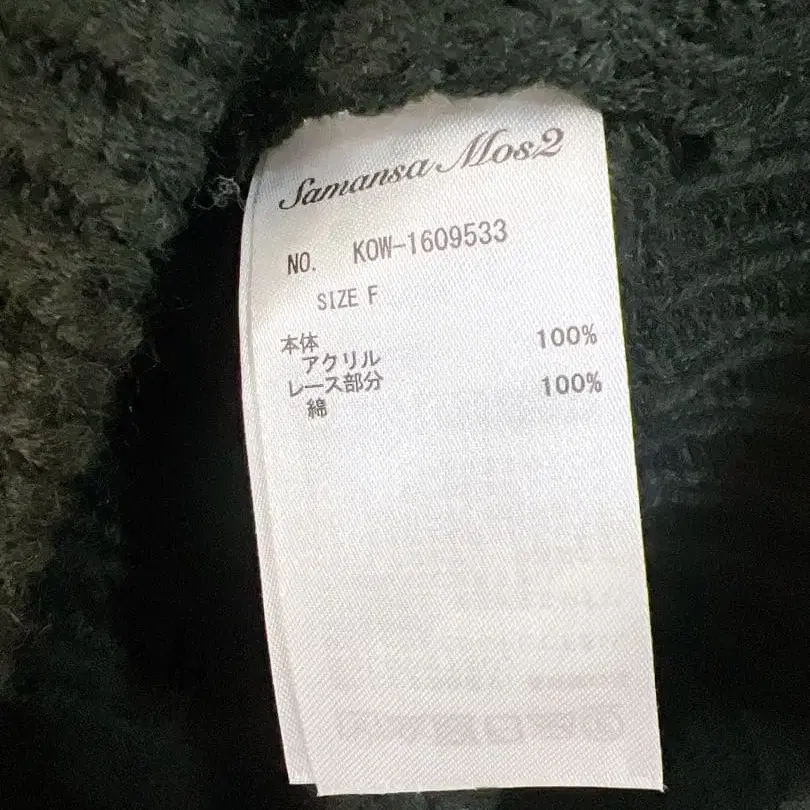 Samansa Mos2
NO. KOW-1609533
SIZE F
本体
アクリル 100%
レース部分
綿 100%